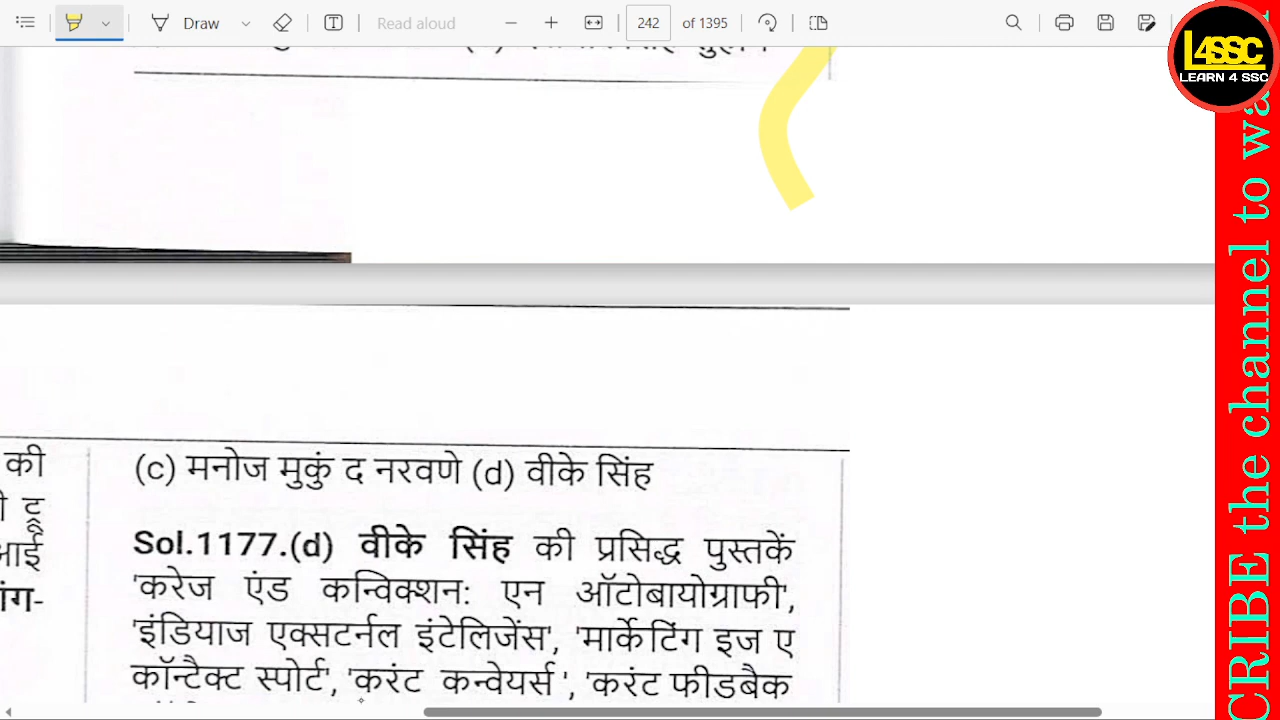 Draw
Read aloud
242
of 1395
L4SSC
LEARN 4 SSC
CRIBE the channel to
की
(c) मनोज मुकुंद नरवणे (d) वीके सिंह
आई
Sol.1177.(d) वीके सिंह की प्रसिद्ध पुस्तकें
'करेज एंड कन्विक्शन: एन ऑटोबायोग्राफी',
'इंडियाज एक्सटर्नल इंटेलिजेंस', 'मार्केटिंग इज ए
कॉन्टैक्ट स्पोर्ट', 'करंट कन्वेयर्स ', 'करंट फीडबैक